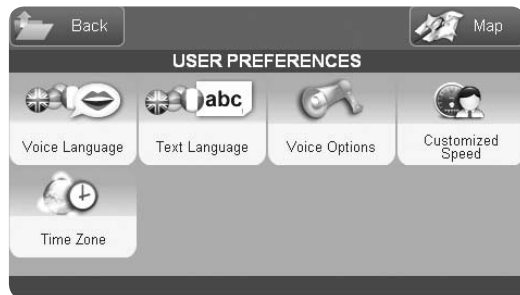 Back
Map
USER PREFERENCES
abc
Voice Language
Text Language
Voice Options
Customized
Speed
Time Zone